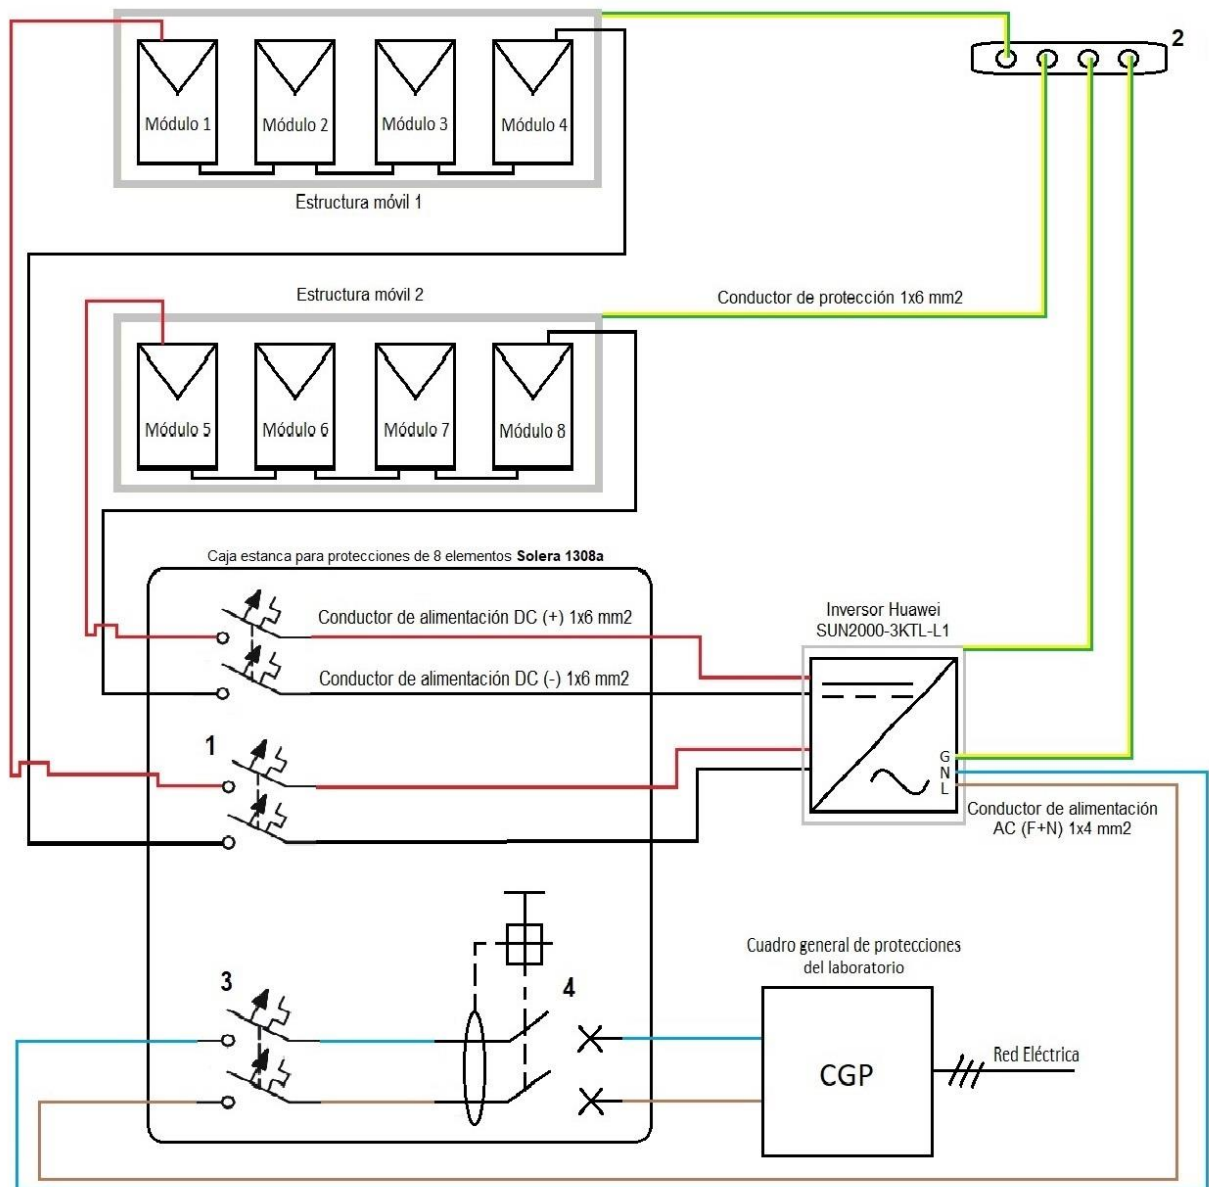 2
Módulo 1
Módulo 2
Módulo 3
Módulo 4
Estructura móvil 1
Estructura móvil 2
Conductor de protección 1x6 mm2
Módulo 5
Módulo 6
Módulo 7
Módulo 8
Caja estanca para protecciones de 8 elementos Solera 1308a
Conductor de alimentación DC (+) 1x6 mm2
Inversor Huawei
SUN2000-3KTL-L1
Conductor de alimentación DC (-) 1x6 mm2
1
G
N
L
Conductor de alimentación
AC (F+N) 1x4 mm2
Cuadro general de protecciones
del laboratorio
3
4
CGP
Red Eléctrica